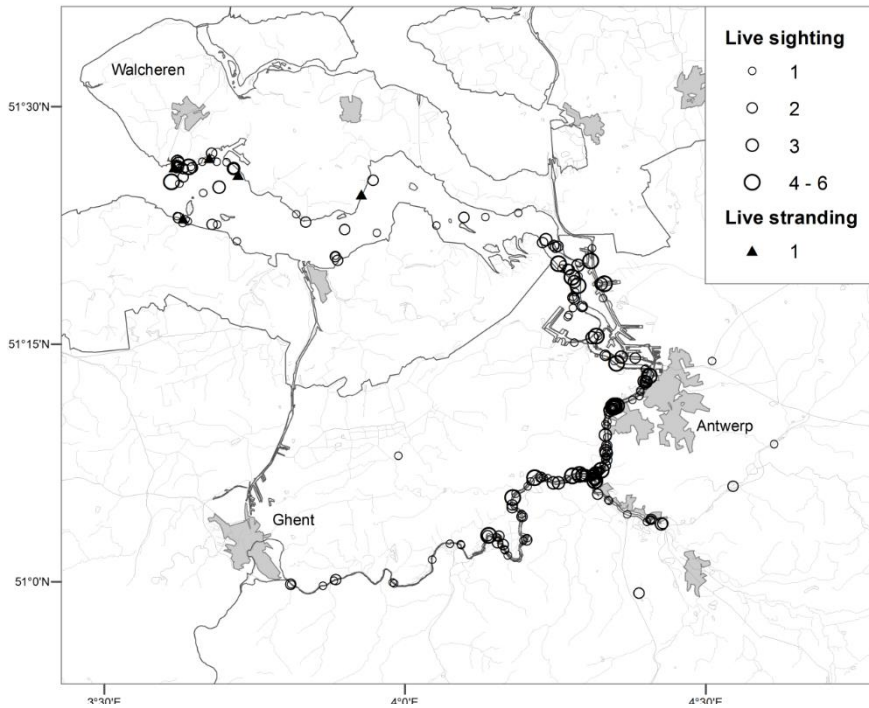 Live sighting
1
2
3
4 - 6
Live stranding
1
Walcheren
51°30'N
51°15'N
Antwerp
Ghent
51°0'N
3°30'E
4°0'E
4°30'E